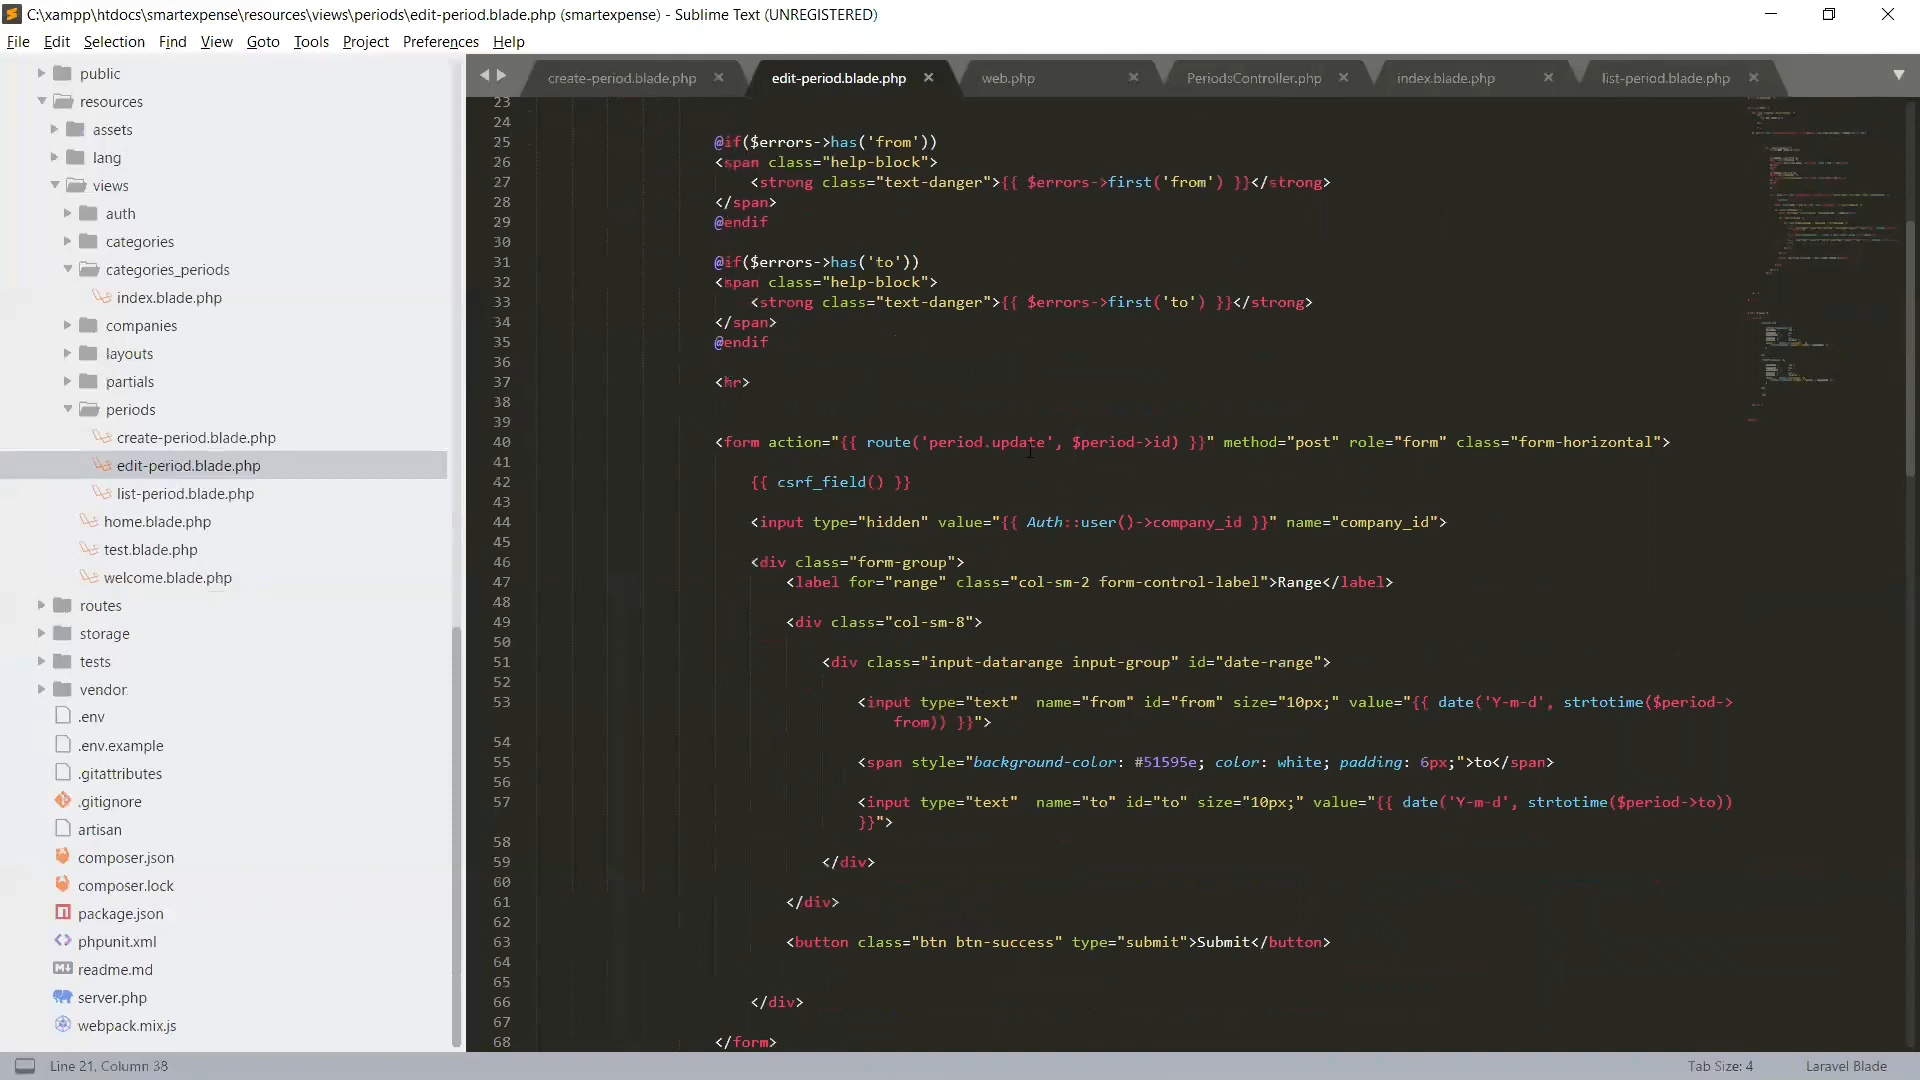 C:\xampp\htdocs\smartexpense\resources\views\periods\edit-period.blade.php (smartexpense) - Sublime Text (UNREGISTERED)
File Edit Selection Find View Goto Tools Project Preferences Help
public
resources
assets
lang
views
auth
categories
categories_periods
index.blade.php
companies
layouts
partials
periods
create-period.blade.php
edit-period.blade.php
list-period.blade.php
home.blade.php
test.blade.php
welcome.blade.php
routes
storage
tests
vendor
.env
.env.example
.gitattributes
.gitignore
artisan
composer.json
composer.lock
package.json
phpunit.xml
readme.md
server.php
webpack.mix.js
create-period.blade.php edit-period.blade.php web.php PeriodsController.php index.blade.php list-period.blade.php
23
24
25 @if($errors->has('from'))
26 <span class="help-block">
27 <strong class="text-danger">{{ $errors->first('from') }}</strong>
28 </span>
29 @endif
30
31 @if($errors->has('to'))
32 <span class="help-block">
33 <strong class="text-danger">{{ $errors->first('to') }}</strong>
34 </span>
35 @endif
36
37 <hr>
38
39
40 <form action="{{ route('period.update', $period->id) }}" method="post" role="form" class="form-horizontal">
41
42 {{ csrf_field() }}
43
44 <input type="hidden" value="{{ Auth::user()->company_id }}" name="company_id">
45
46 <div class="form-group">
47 <label for="range" class="col-sm-2 form-control-label">Range</label>
48
49 <div class="col-sm-8">
50
51 <div class="input-datarange input-group" id="date-range">
52
53 <input type="text"  name="from" id="from" size="10px;" value="{{ date('Y-m-d', strtotime($period->
from)) }}">
54
55 <span style="background-color: #51595e; color: white; padding: 6px;">to</span>
56
57 <input type="text"  name="to" id="to" size="10px;" value="{{ date('Y-m-d', strtotime($period->to))
}}">
58
59 </div>
60
61 </div>
62
63 <button class="btn btn-success" type="submit">Submit</button>
64
65
66 </div>
67
68 </form>
Line 21, Column 38
Tab Size: 4
Laravel Blade